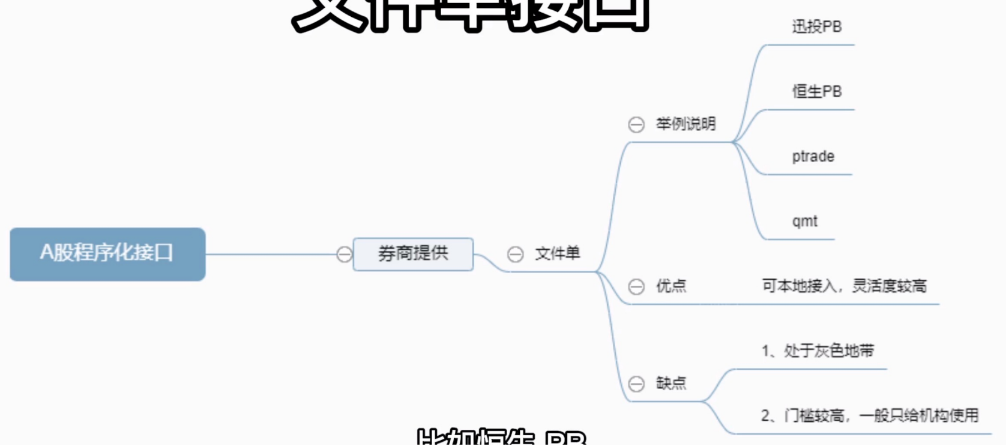 文件单接口
迅投PB
恒生PB
举例说明
ptrade
qmt
A股程序化接口
券商提供
文件单
优点
可本地接入，灵活度较高
1、处于灰色地带
缺点
2、门槛较高，一般只给机构使用
比如恒生 PB